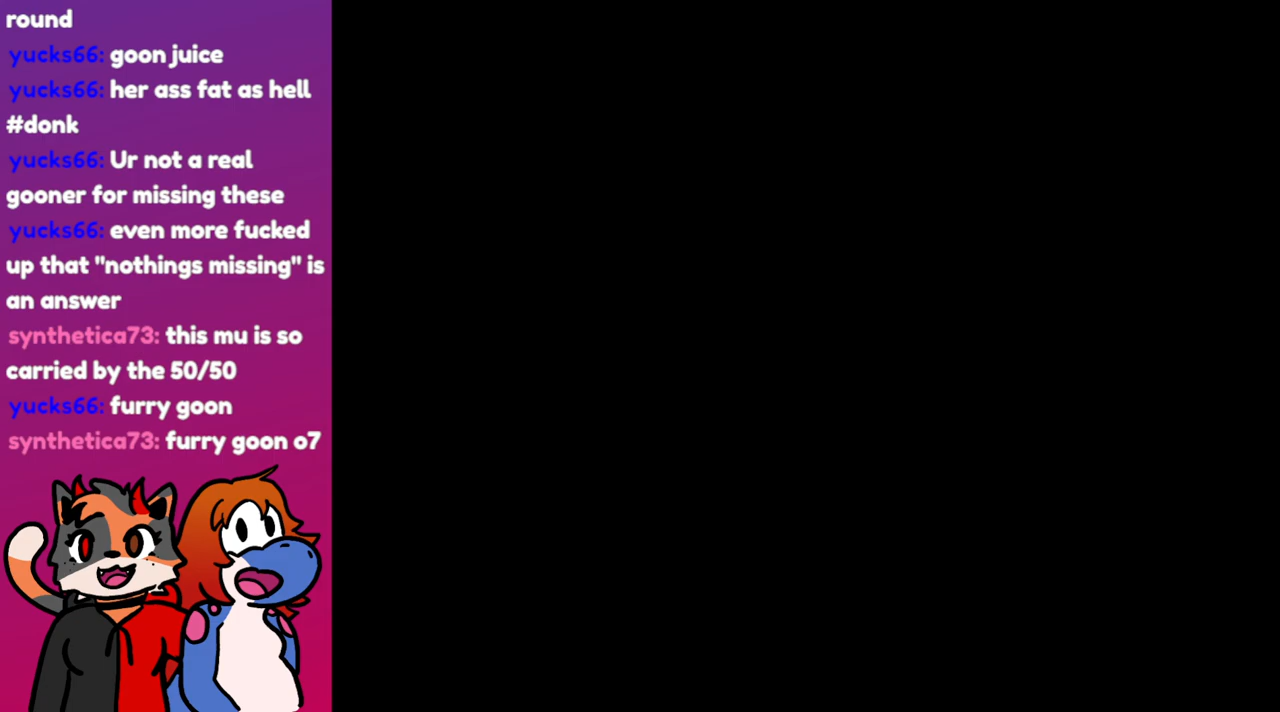 round
yucks66: goon juice
yucks66: her ass fat as hell
#donk
yucks66: Ur not a real
gooner for missing these
yucks66: even more fucked
up that "nothings missing" is
an answer
synthetica73: this mu is so
carried by the 50/50
yucks66: furry goon
synthetica73: furry goon o7